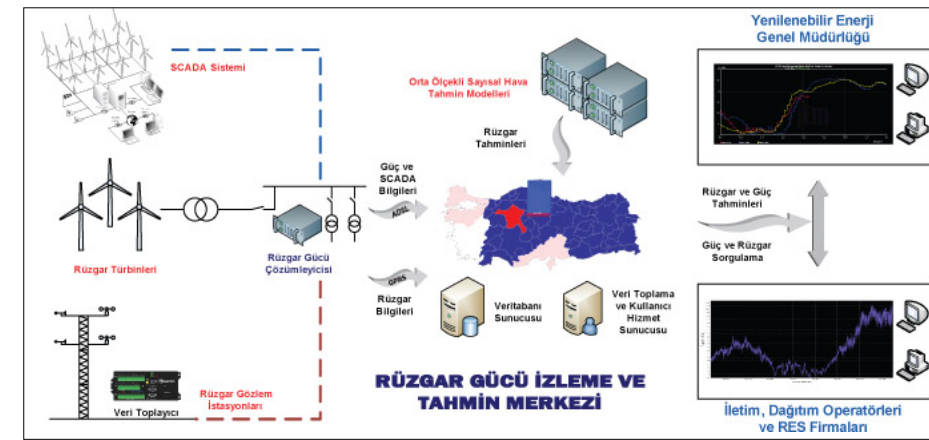 SCADA Sistemi
Rüzgar Türbinleri
Rüzgar Gücü
Çözümleyicisi
Veri Toplayıcı
Rüzgar Gözlem
İstasyonları
Güç ve
SCADA
Bilgileri
ADSL
GPRS
Rüzgar
Bilgileri
Orta Ölçekli Sayısal Hava
Tahmin Modelleri
Rüzgar
Tahminleri
Veritabanı
Sunucusu
Veri Toplama
ve Kullanıcı
Hizmet
Sunucusu
RÜZGAR GÜCÜ İZLEME VE
TAHMİN MERKEZİ
Yenilenebilir Enerji
Genel Müdürlüğü
Rüzgar ve Güç
Tahminleri
Güç ve Rüzgar
Sorgulama
İletim, Dağıtım Operatörleri
ve RES Firmaları